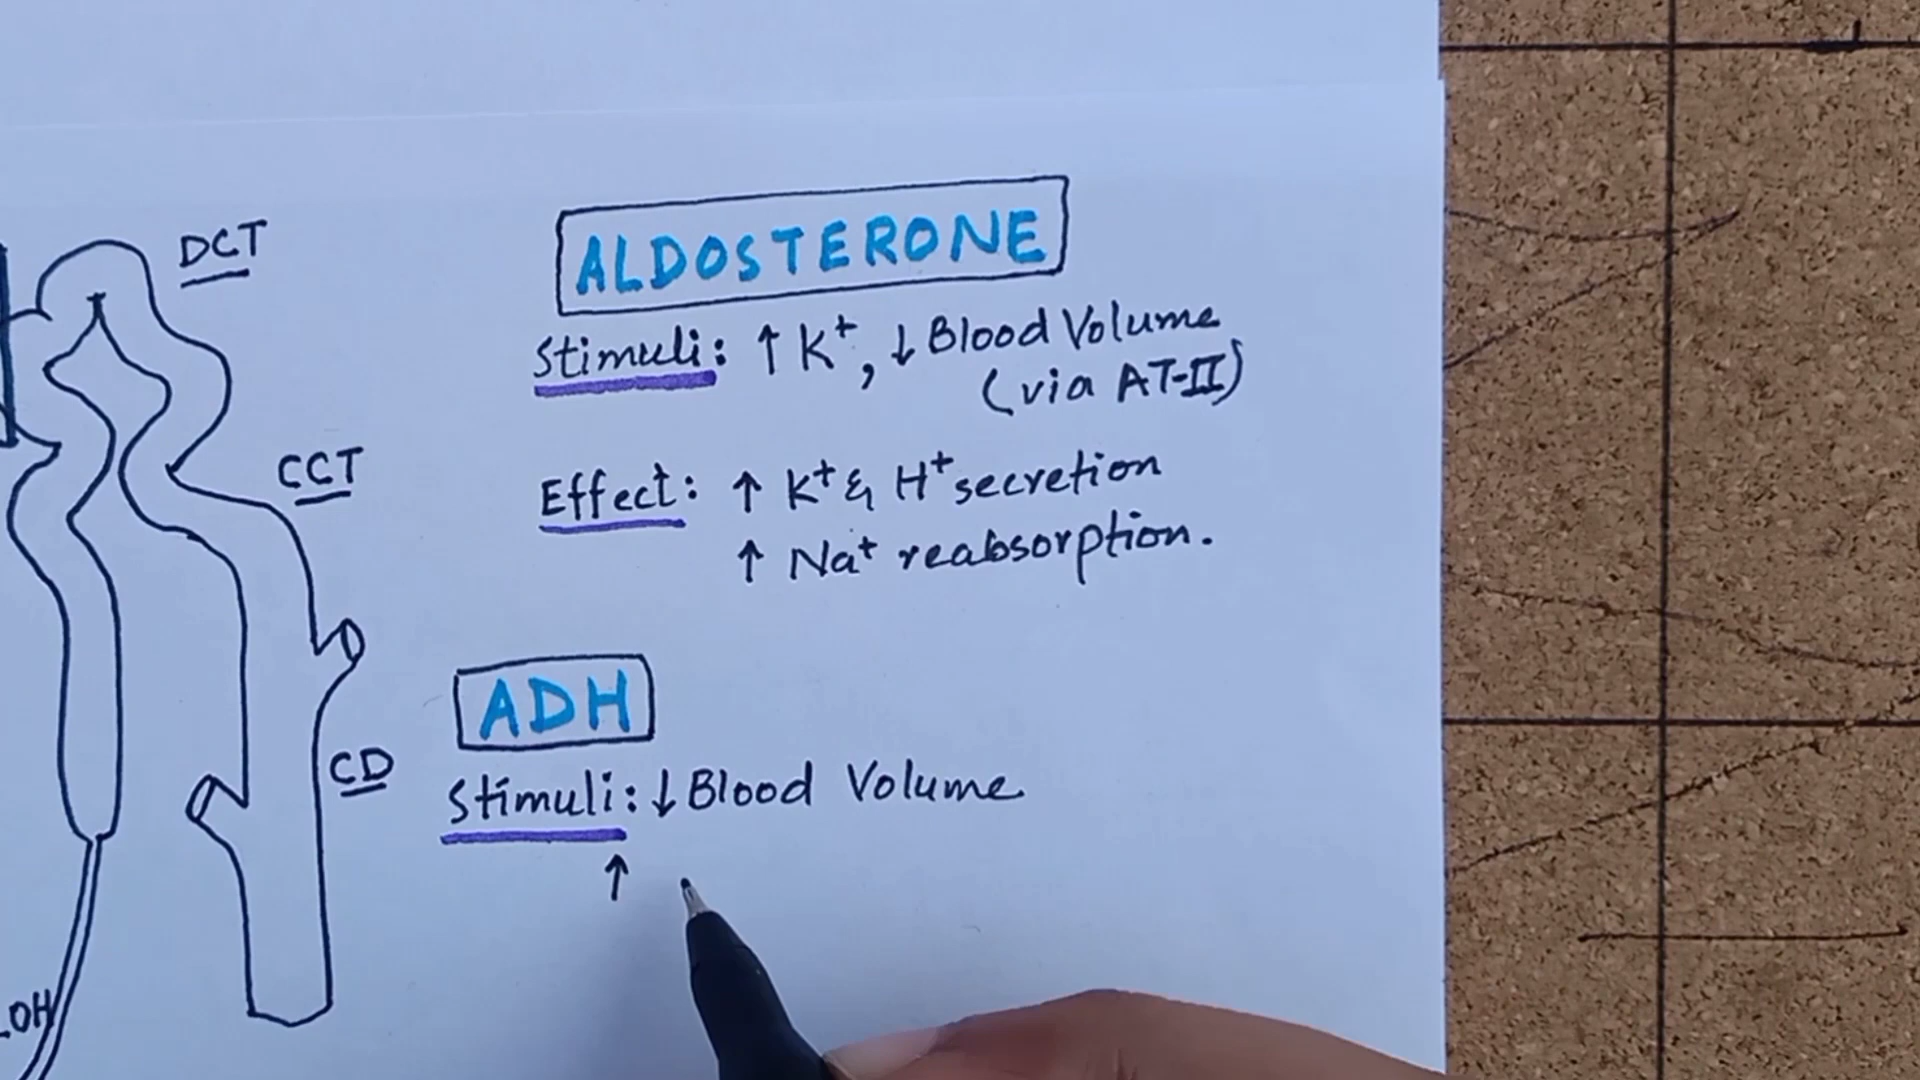 DCT
ALDOSTERONE
Stimuli: ↑ K⁺, ↓ Blood Volume
(via AT-II)
CCT
Effect: ↑ K⁺ & H⁺ secretion
↑ Na⁺ reabsorption.
ADH
CD
Stimuli: ↓ Blood Volume
↑
LOH